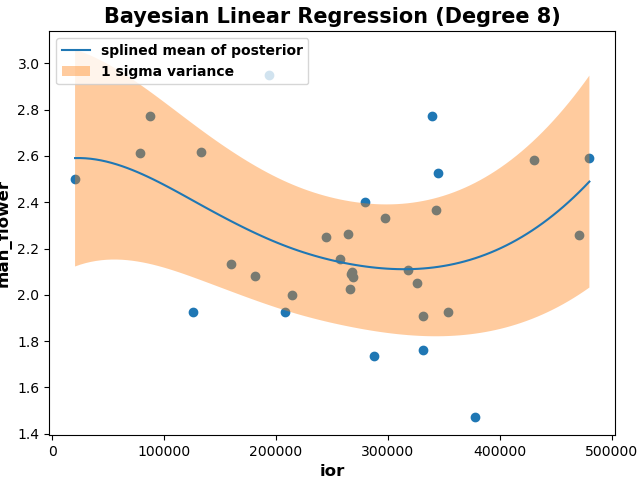 Bayesian Linear Regression (Degree 8)
splined mean of posterior
1 sigma variance
3.0
2.8
2.6
2.4
2.2
2.0
1.8
1.6
1.4
man_flower
0 100000 200000 300000 400000 500000
ior